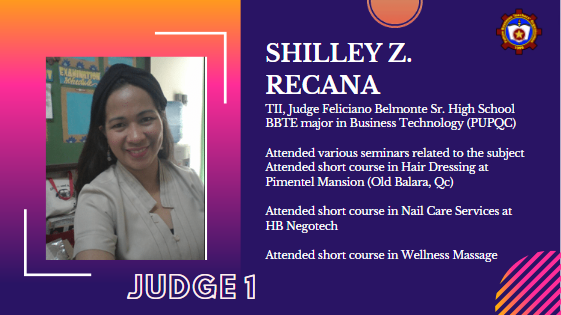 SHILLEY Z.
RECANA
TII, Judge Feliciano Belmonte Sr. High School
BBTE major in Business Technology (PUPQC)
Attended various seminars related to the subject
Attended short course in Hair Dressing at
Pimentel Mansion (Old Balara, Qc)
Attended short course in Nail Care Services at
HB Negotech
Attended short course in Wellness Massage
JUDGE 1
EXAMINATION